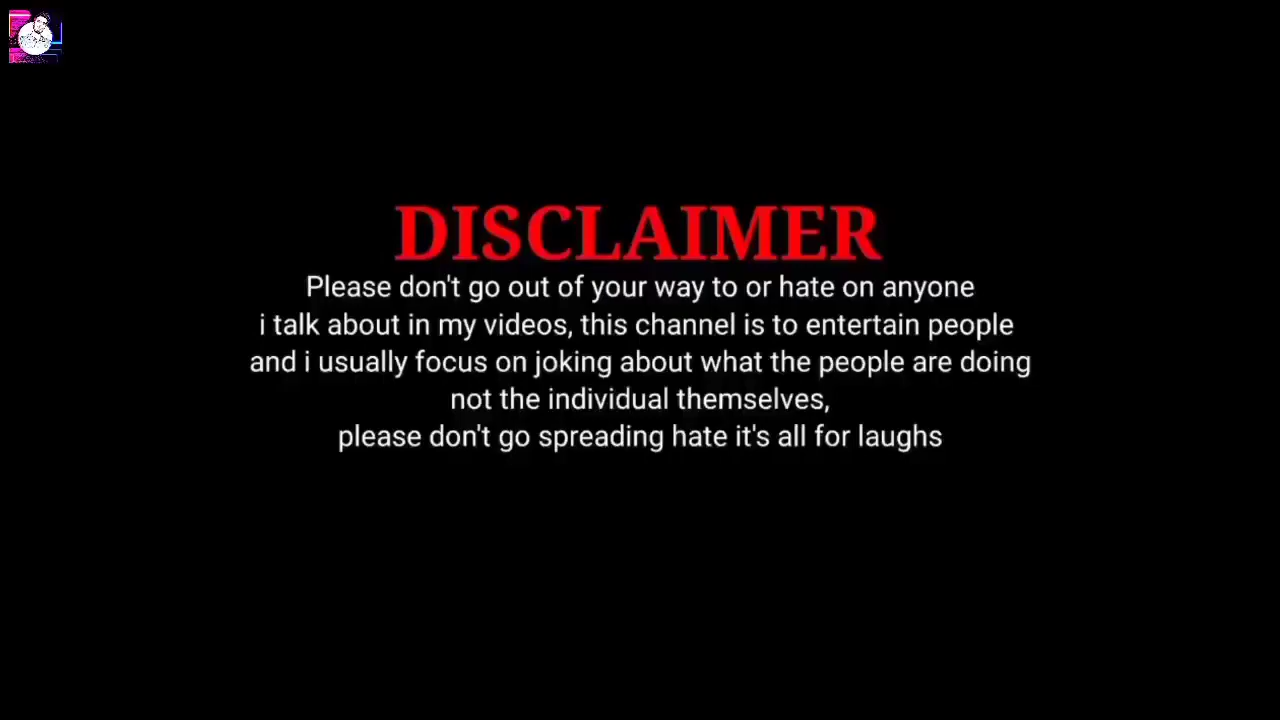 DISCLAIMER
Please don't go out of your way to or hate on anyone
i talk about in my videos, this channel is to entertain people
and i usually focus on joking about what the people are doing
not the individual themselves,
please don't go spreading hate it's all for laughs